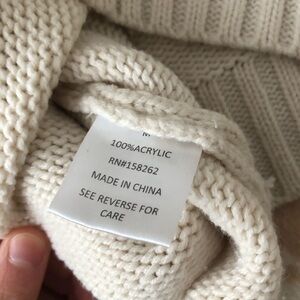 M
100%ACRYLIC
RN#158262
MADE IN CHINA
SEE REVERSE FOR
CARE